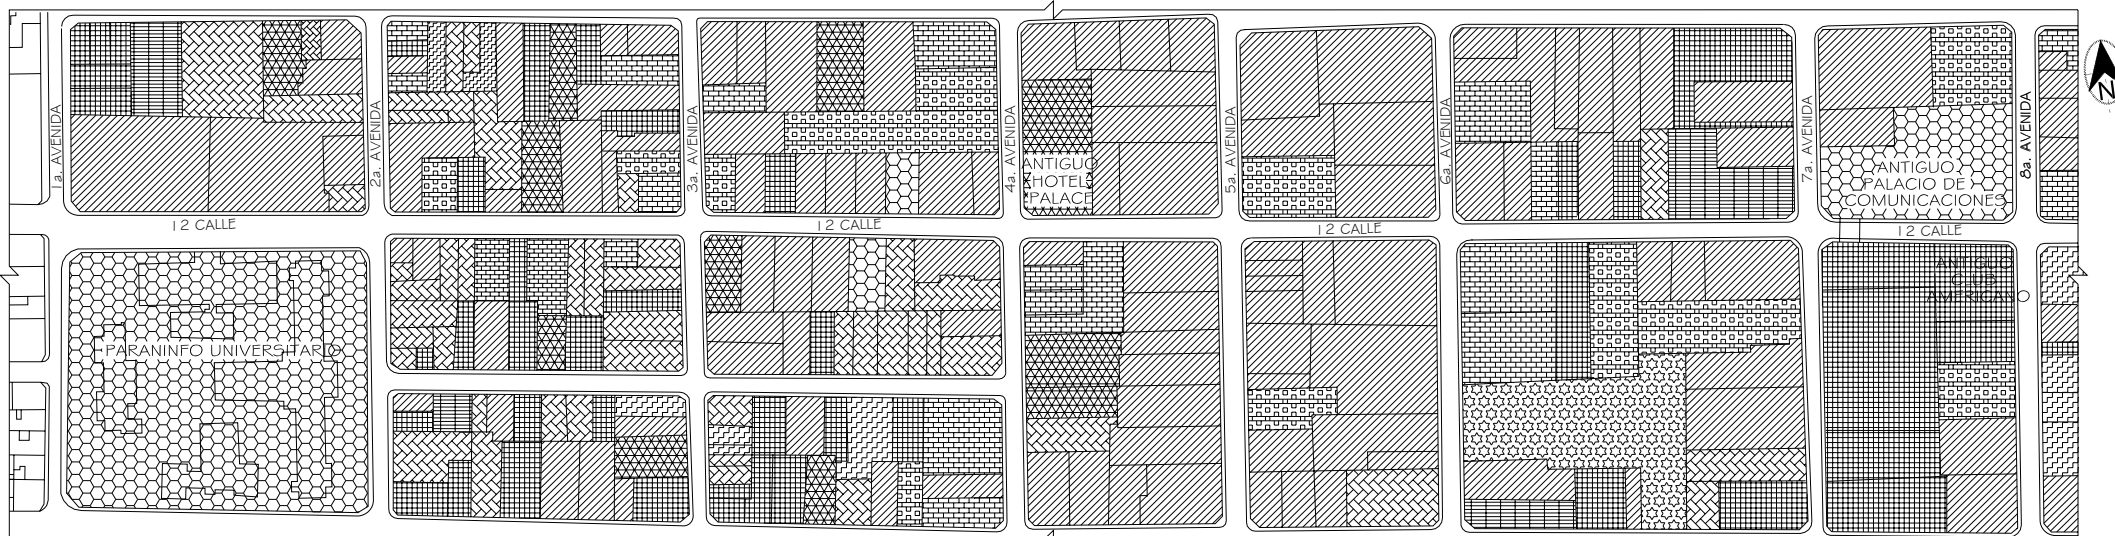 1a. AVENIDA
2a. AVENIDA
3a. AVENIDA
4a. AVENIDA
5a. AVENIDA
6a. AVENIDA
7a. AVENIDA
8a. AVENIDA
N
ANTIGUO
HOTEL
PALACE
ANTIGUO
PALACIO DE
COMUNICACIONES
12 CALLE
12 CALLE
12 CALLE
12 CALLE
ANTIGUO
CLUB
AMERICANO
PARANINFO UNIVERSITARIO